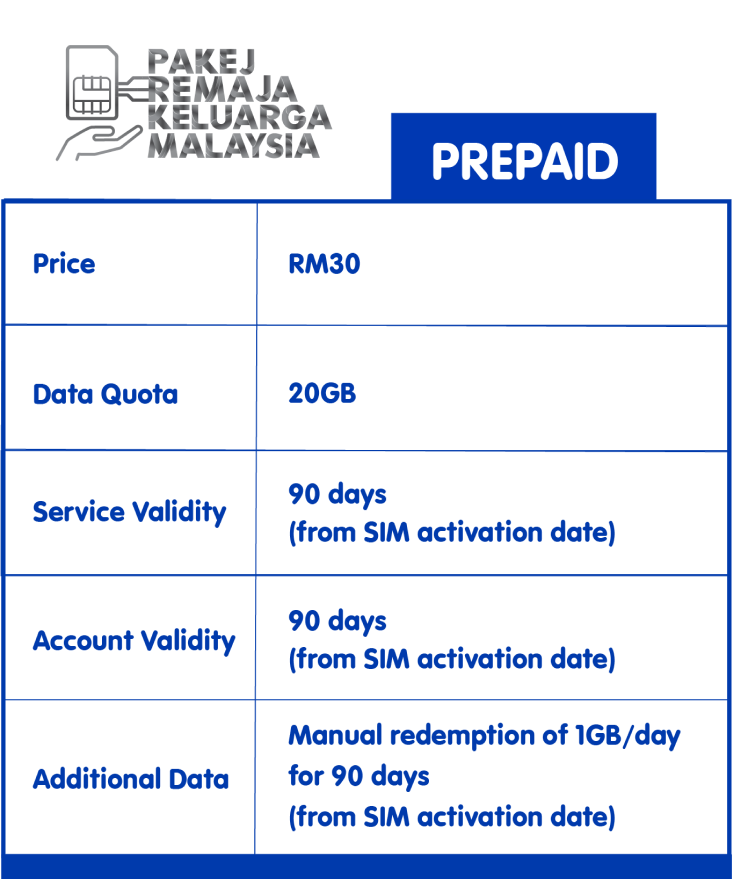 PAKEJ
REMAJA
KELUARGA
MALAYSIA
PREPAID
Price
RM30
Data Quota
20GB
Service Validity
90 days
(from SIM activation date)
Account Validity
90 days
(from SIM activation date)
Additional Data
Manual redemption of 1GB/day
for 90 days
(from SIM activation date)